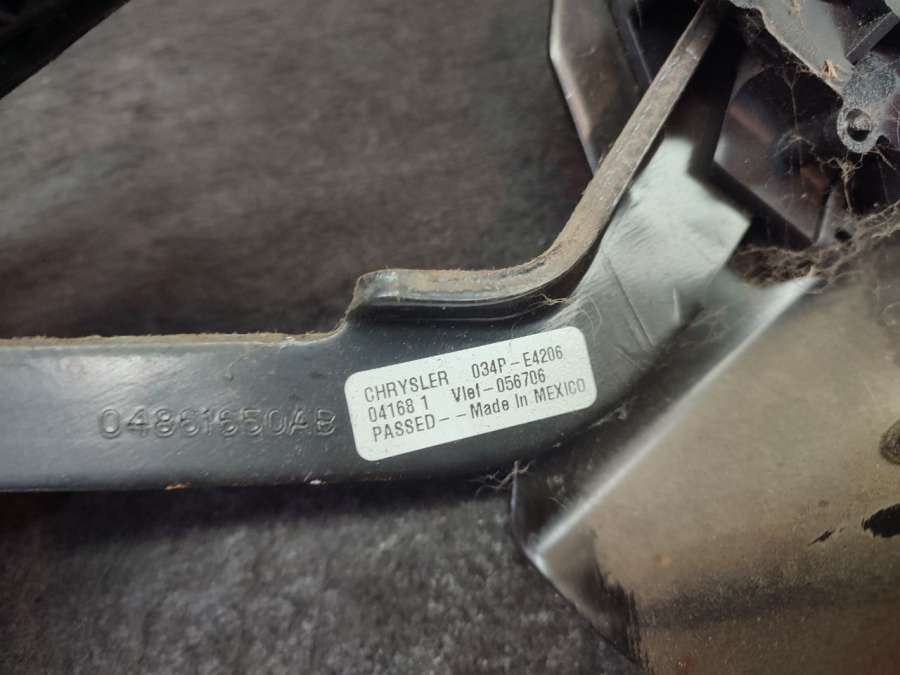 04861650AB
CHRYSLER 034P-E4206
04168 1 Vlef-056706
PASSED-- Made In MEXICO